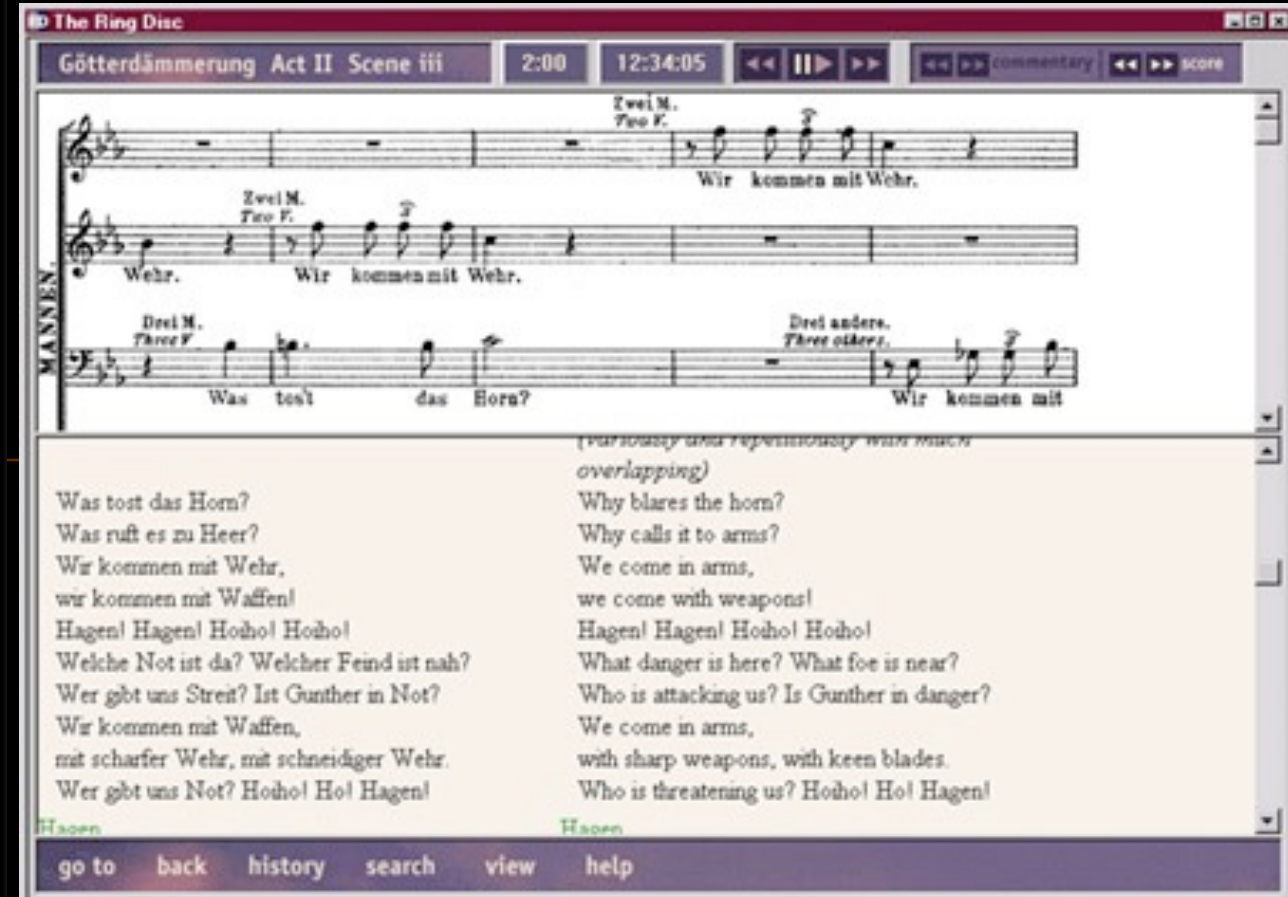 The Ring Disc
Götterdämmerung Act II Scene iii 2:00 12:34:05 commentary score
Zwei M.
Two V.
Wir kommen mit Wehr.
Zwei M.
Two V.
Wehr. Wir kommen mit Wehr.
MANNEN.
Drei M.
Three V
Drei andere.
Three others.
Was tos't das Horn? Wir kommen mit
(variously and repetitiously with much
overlapping)
Was tost das Horn?
Was ruft es zu Heer?
Wir kommen mit Wehr,
wir kommen mit Waffen!
Hagen! Hagen! Hoiho! Hoiho!
Welche Not ist da? Welcher Feind ist nah?
Wer gibt uns Streit? Ist Gunther in Not?
Wir kommen mit Waffen,
mit scharfer Wehr, mit schneidiger Wehr.
Wer gibt uns Not? Hoiho! Ho! Hagen!
Hagen
Why blares the horn?
Why calls it to arms?
We come in arms,
we come with weapons!
Hagen! Hagen! Hoiho! Hoiho!
What danger is here? What foe is near?
Who is attacking us? Is Gunther in danger?
We come in arms,
with sharp weapons, with keen blades.
Who is threatening us? Hoiho! Ho! Hagen!
Hagen
go to back history search view help